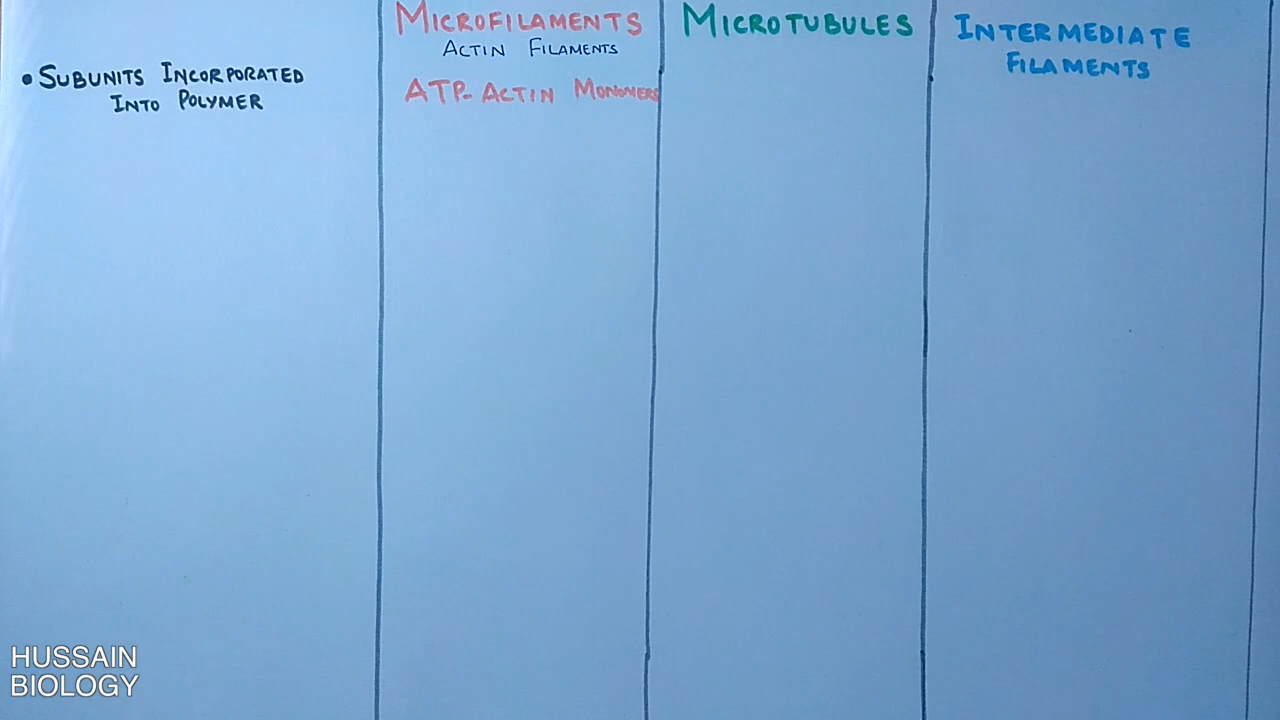 MICROFILAMENTS
ACTIN FILAMENTS
MICROTUBULES
INTERMEDIATE
FILAMENTS
• SUBUNITS INCORPORATED
INTO POLYMER
ATP-ACTIN MONOMERS
HUSSAIN
BIOLOGY